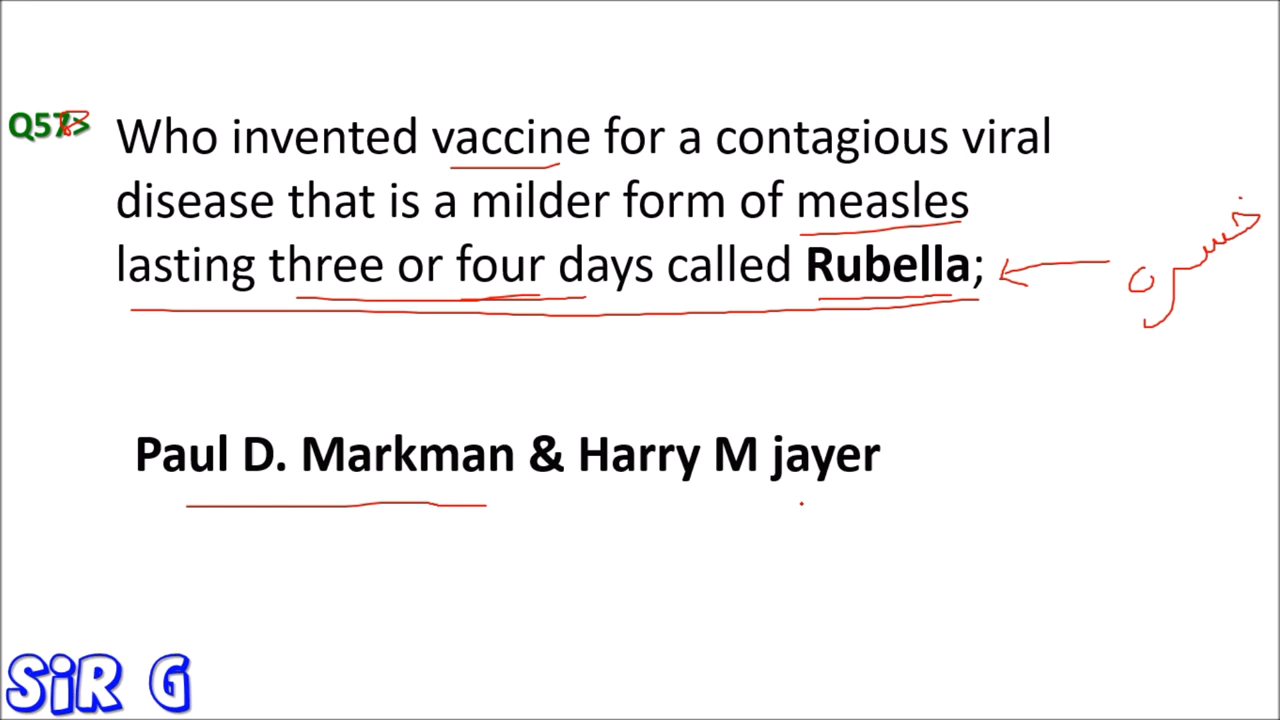 Q57>
Who invented vaccine for a contagious viral
disease that is a milder form of measles
lasting three or four days called Rubella;
Paul D. Markman & Harry M jayer
SiR G